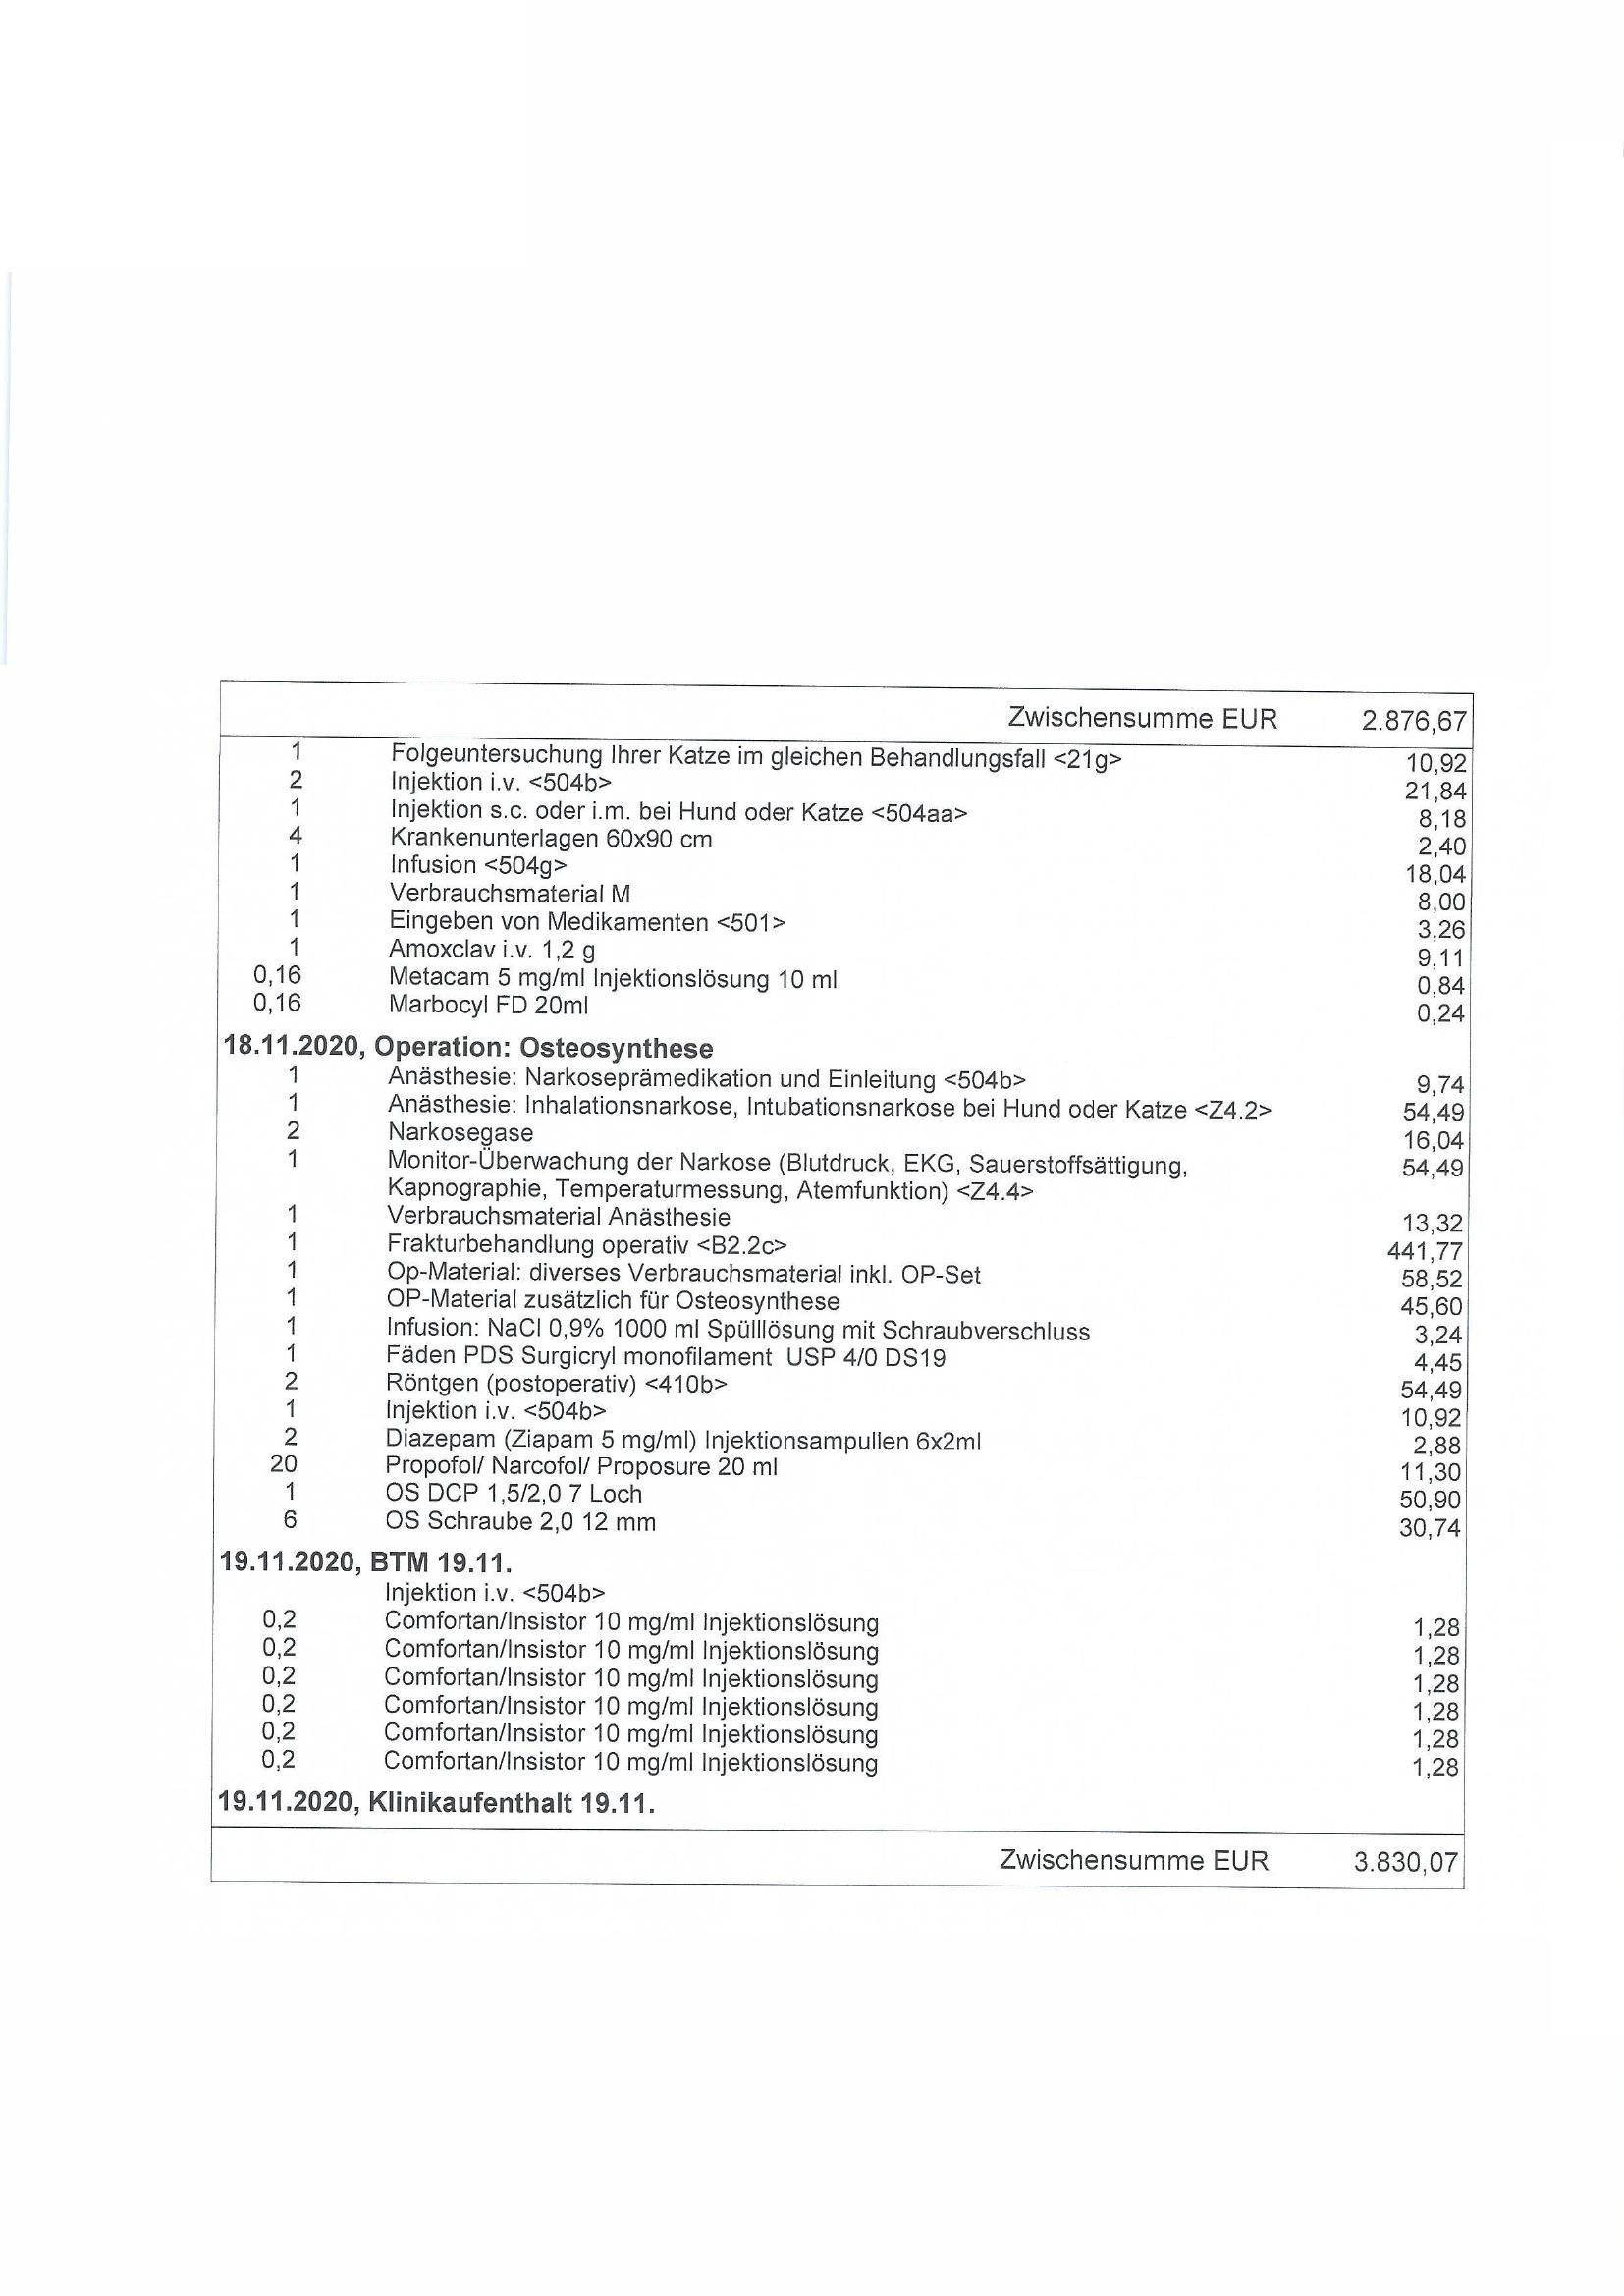 Zwischensumme EUR 2.876,67
1 Folgeuntersuchung Ihrer Katze im gleichen Behandlungsfall <21g> 10,92
2 Injektion i.v. <504b> 21,84
1 Injektion s.c. oder i.m. bei Hund oder Katze <504aa> 8,18
4 Krankenunterlagen 60x90 cm 2,40
1 Infusion <504g> 18,04
1 Verbrauchsmaterial M 8,00
1 Eingeben von Medikamenten <501> 3,26
1 Amoxclav i.v. 1,2 g 9,11
0,16 Metacam 5 mg/ml Injektionslösung 10 ml 0,84
0,16 Marbocyl FD 20ml 0,24
18.11.2020, Operation: Osteosynthese
1 Anästhesie: Narkoseprämedikation und Einleitung <504b> 9,74
1 Anästhesie: Inhalationsnarkose, Intubationsnarkose bei Hund oder Katze <Z4.2> 54,49
2 Narkosegase 16,04
1 Monitor-Überwachung der Narkose (Blutdruck, EKG, Sauerstoffsättigung, 54,49
Kapnographie, Temperaturmessung, Atemfunktion) <Z4.4>
1 Verbrauchsmaterial Anästhesie 13,32
1 Frakturbehandlung operativ <B2.2c> 441,77
1 Op-Material: diverses Verbrauchsmaterial inkl. OP-Set 58,52
1 OP-Material zusätzlich für Osteosynthese 45,60
1 Infusion: NaCl 0,9% 1000 ml Spülllösung mit Schraubverschluss 3,24
1 Fäden PDS Surgicryl monofilament USP 4/0 DS19 4,45
2 Röntgen (postoperativ) <410b> 54,49
1 Injektion i.v. <504b> 10,92
2 Diazepam (Ziapam 5 mg/ml) Injektionsampullen 6x2ml 2,88
20 Propofol/ Narcofol/ Proposure 20 ml 11,30
1 OS DCP 1,5/2,0 7 Loch 50,90
6 OS Schraube 2,0 12 mm 30,74
19.11.2020, BTM 19.11.
Injektion i.v. <504b>
0,2 Comfortan/Insistor 10 mg/ml Injektionslösung 1,28
0,2 Comfortan/Insistor 10 mg/ml Injektionslösung 1,28
0,2 Comfortan/Insistor 10 mg/ml Injektionslösung 1,28
0,2 Comfortan/Insistor 10 mg/ml Injektionslösung 1,28
0,2 Comfortan/Insistor 10 mg/ml Injektionslösung 1,28
0,2 Comfortan/Insistor 10 mg/ml Injektionslösung 1,28
19.11.2020, Klinikaufenthalt 19.11.
Zwischensumme EUR 3.830,07